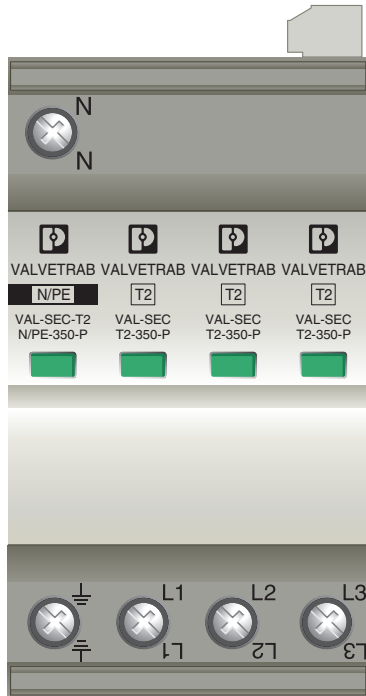 N
N
VALVETRAB VALVETRAB VALVETRAB VALVETRAB
N/PE T2 T2 T2
VAL-SEC-T2 VAL-SEC VAL-SEC VAL-SEC
N/PE-350-P T2-350-P T2-350-P T2-350-P
L1 L2 L3
L1 L2 L3